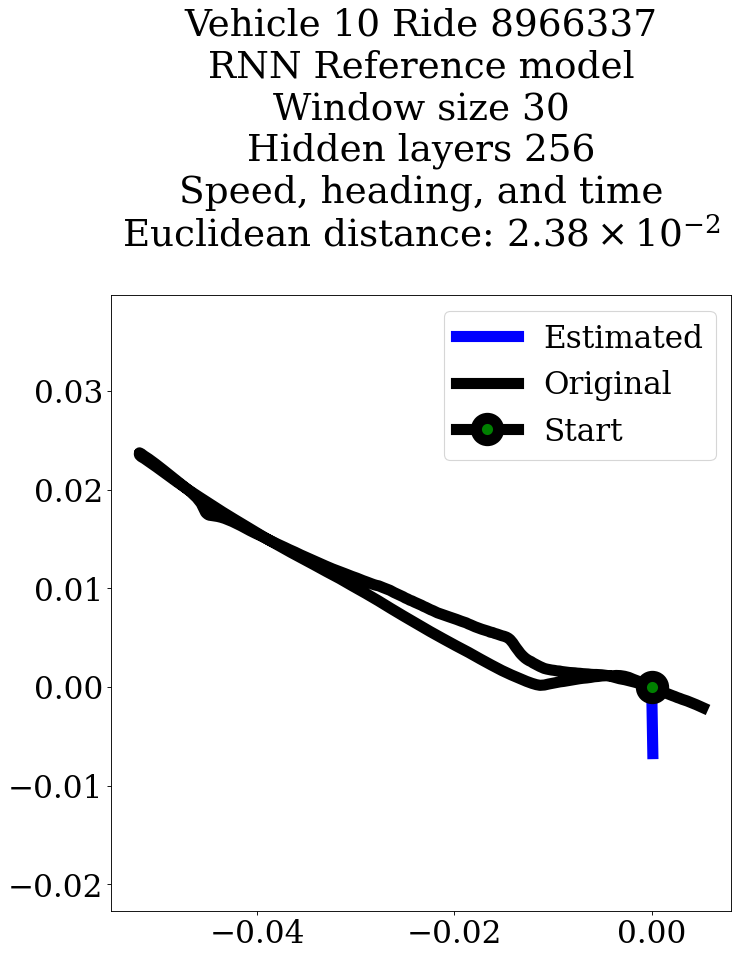 Vehicle 10 Ride 8966337
RNN Reference model
Window size 30
Hidden layers 256
Speed, heading, and time
Euclidean distance: 2.38 × 10⁻²
Estimated
Original
Start
0.03
0.02
0.01
0.00
−0.01
−0.02
−0.04
−0.02
0.00